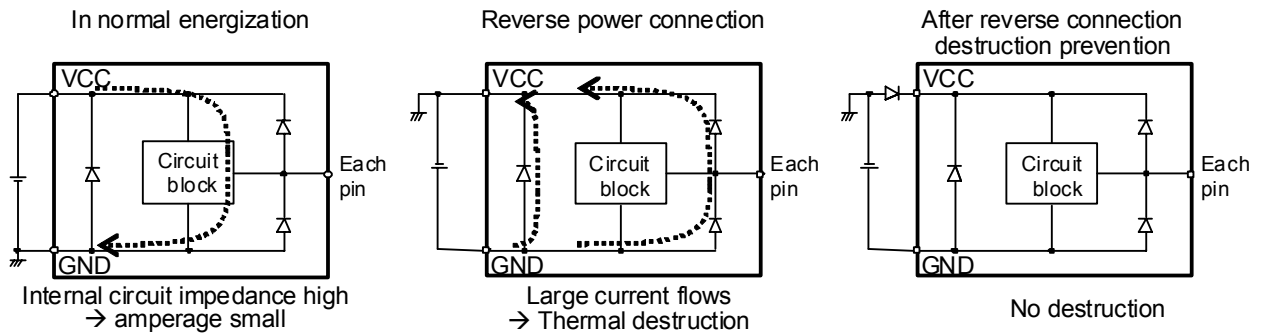 In normal energization
VCC
Circuit
block
Each
pin
GND
Internal circuit impedance high
→ amperage small
Reverse power connection
VCC
Circuit
block
Each
pin
GND
Large current flows
→ Thermal destruction
After reverse connection
destruction prevention
VCC
Circuit
block
Each
pin
GND
No destruction